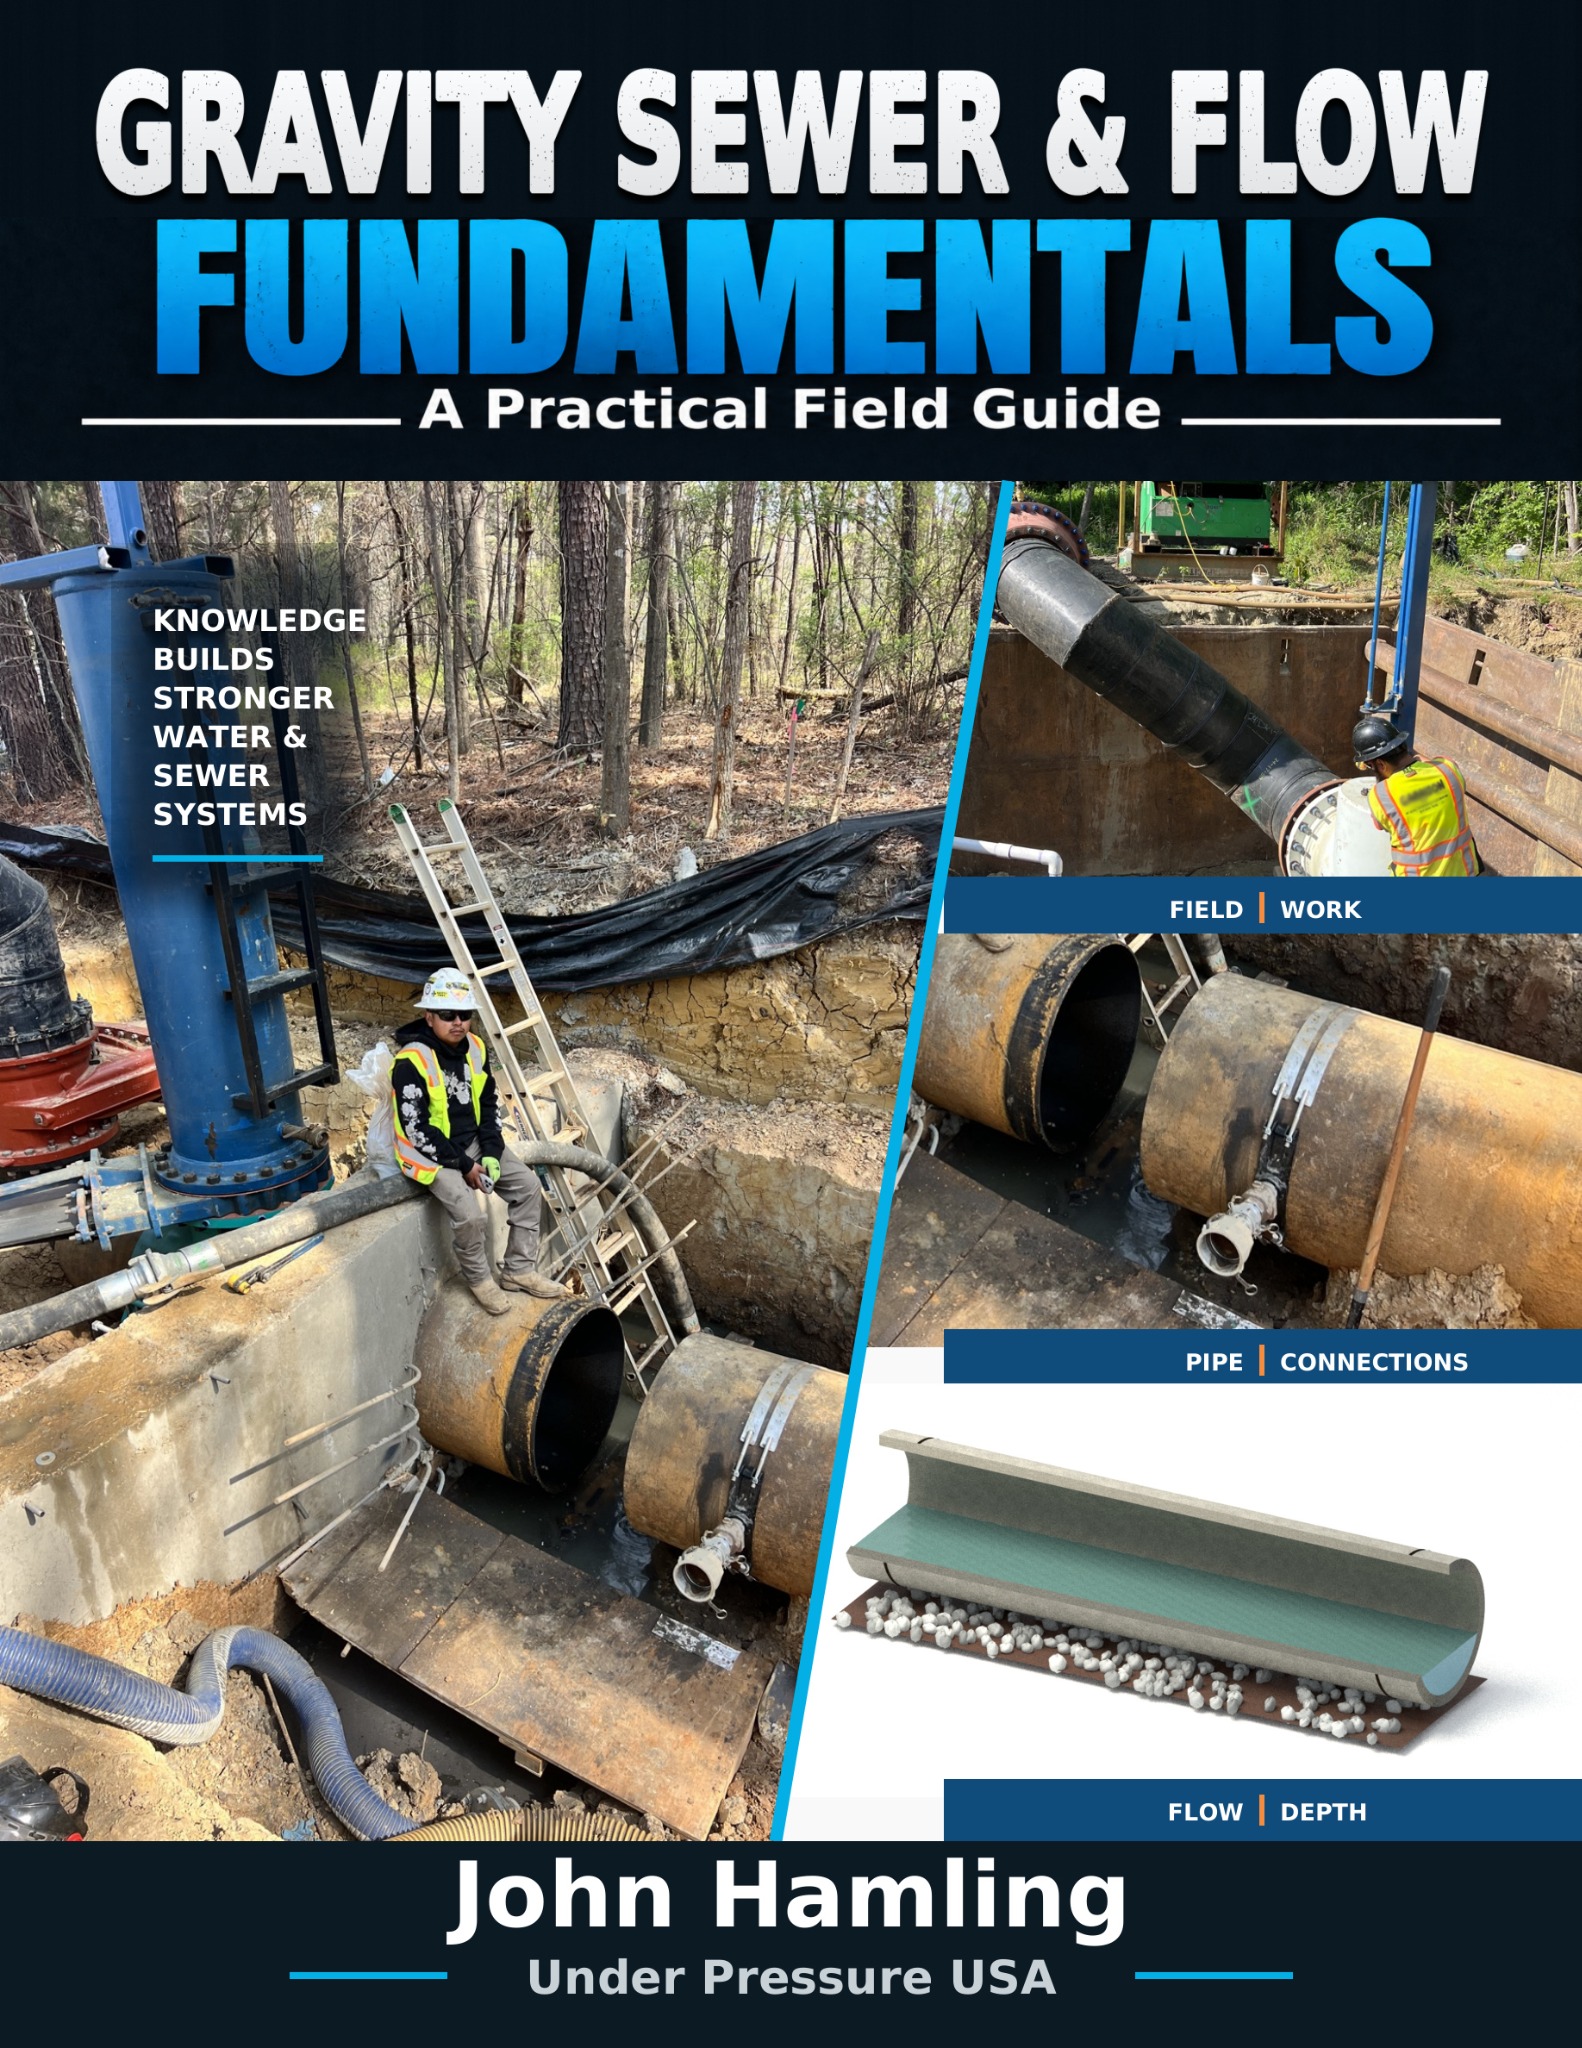 GRAVITY SEWER & FLOW
FUNDAMENTALS
A Practical Field Guide
KNOWLEDGE
BUILDS
STRONGER
WATER &
SEWER
SYSTEMS
FIELD | WORK
PIPE | CONNECTIONS
FLOW | DEPTH
John Hamling
Under Pressure USA